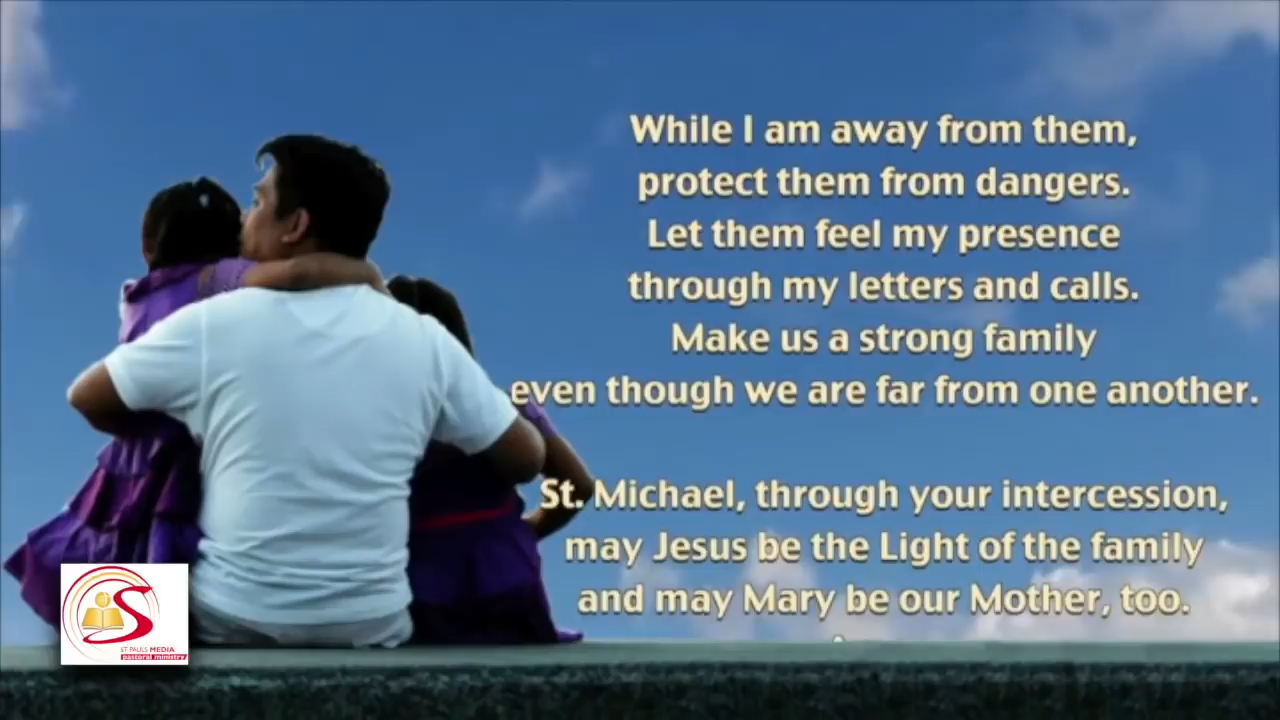 While I am away from them,
protect them from dangers.
Let them feel my presence
through my letters and calls.
Make us a strong family
even though we are far from one another.
St. Michael, through your intercession,
may Jesus be the Light of the family
and may Mary be our Mother, too.
S
ST PAULS MEDIA
pastoral ministry